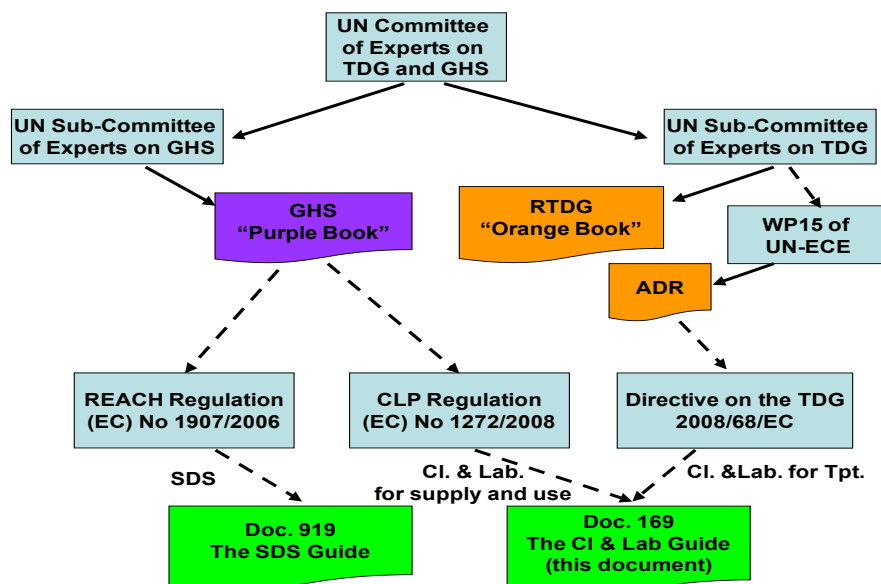 UN Committee
of Experts on
TDG and GHS
UN Sub-Committee
of Experts on GHS
UN Sub-Committee
of Experts on TDG
GHS
“Purple Book”
RTDG
“Orange Book”
WP15 of
UN-ECE
ADR
REACH Regulation
(EC) No 1907/2006
CLP Regulation
(EC) No 1272/2008
Directive on the TDG
2008/68/EC
SDS
Cl. & Lab.
for supply and use
Cl. &Lab. for Tpt.
Doc. 919
The SDS Guide
Doc. 169
The Cl & Lab Guide
(this document)